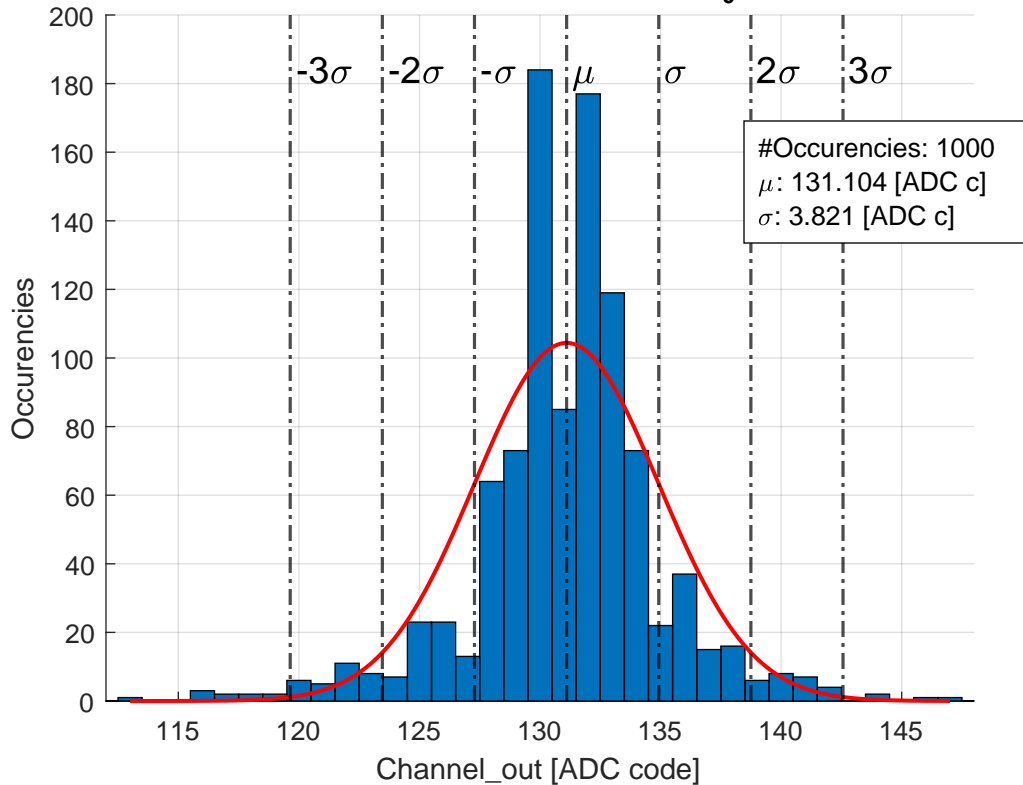 200
180
160
140
120
100
80
60
40
20
0
Occurencies
-3σ -2σ -σ μ σ 2σ 3σ
#Occurencies: 1000
μ: 131.104 [ADC c]
σ: 3.821 [ADC c]
115 120 125 130 135 140 145
Channel_out [ADC code]